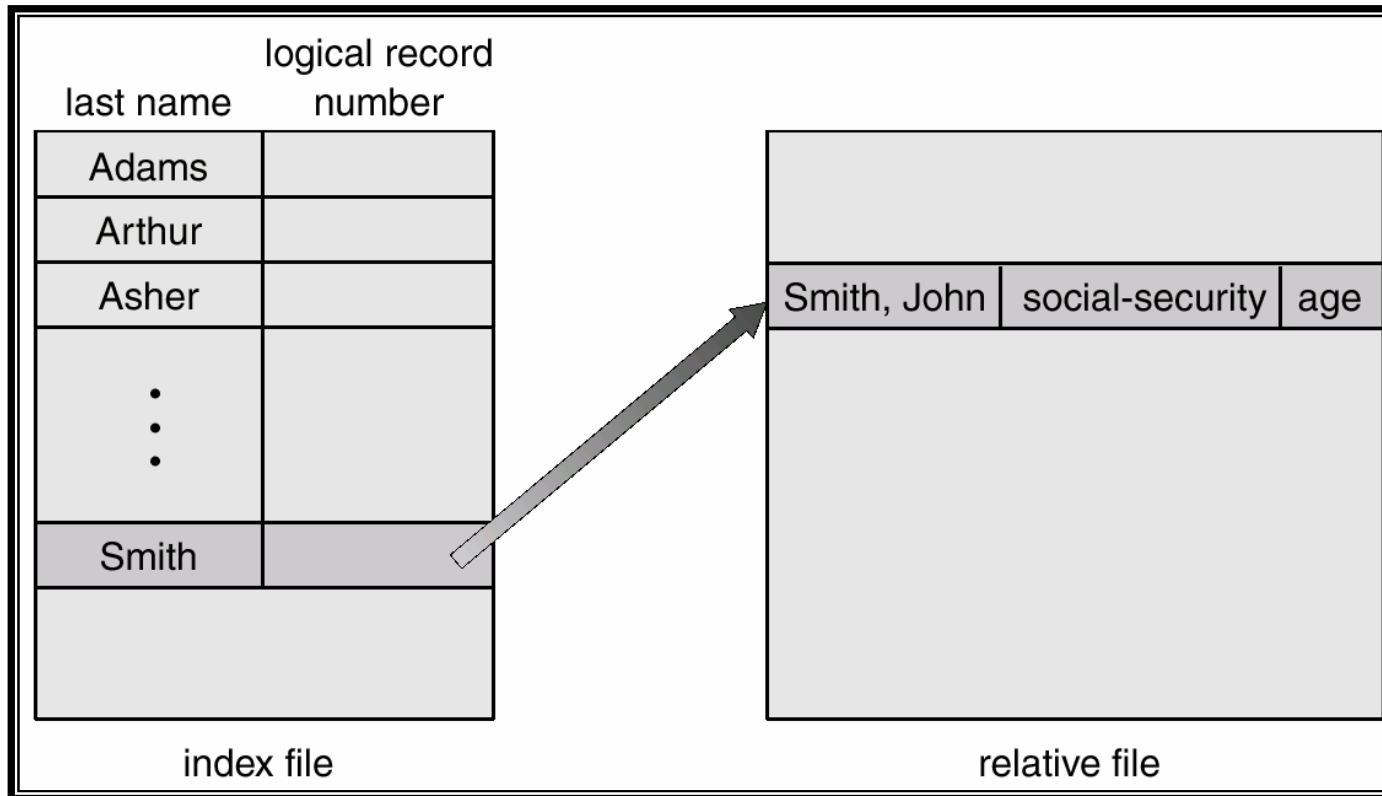 logical record
last name number
Adams
Arthur
Asher
Smith
index file
Smith, John social-security age
relative file